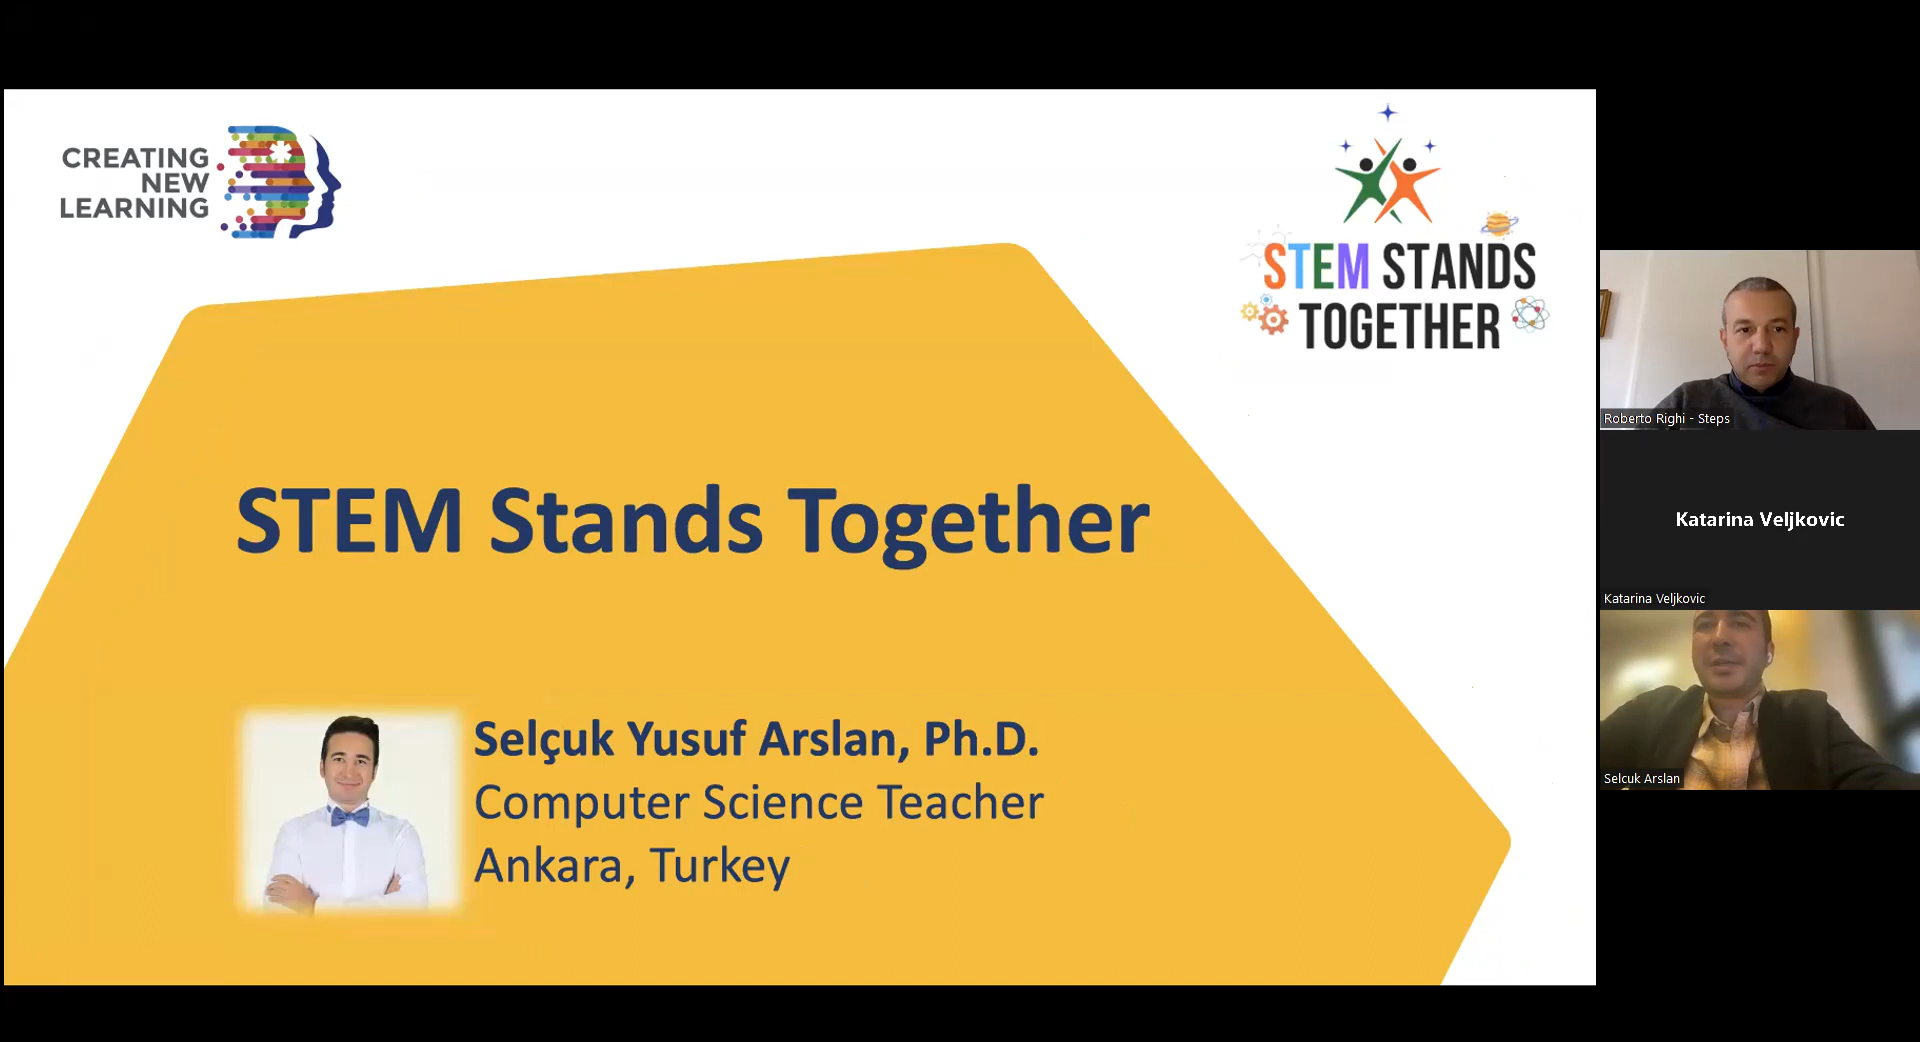 CREATING
NEW
LEARNING
STEM STANDS
TOGETHER
STEM Stands Together
Selçuk Yusuf Arslan, Ph.D.
Computer Science Teacher
Ankara, Turkey
Roberto Righi - Steps
Katarina Veljkovic
Katarina Veljkovic
Selcuk Arslan